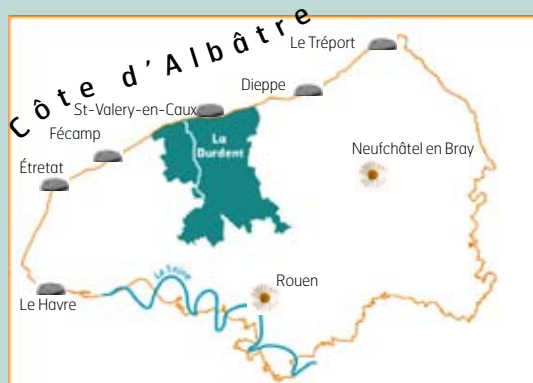 Côte d'Albâtre
Le Tréport
Dieppe
St-Valery-en-Caux
Fécamp
La
Durdent
Neufchâtel en Bray
Étretat
La Seine
Rouen
Le Havre